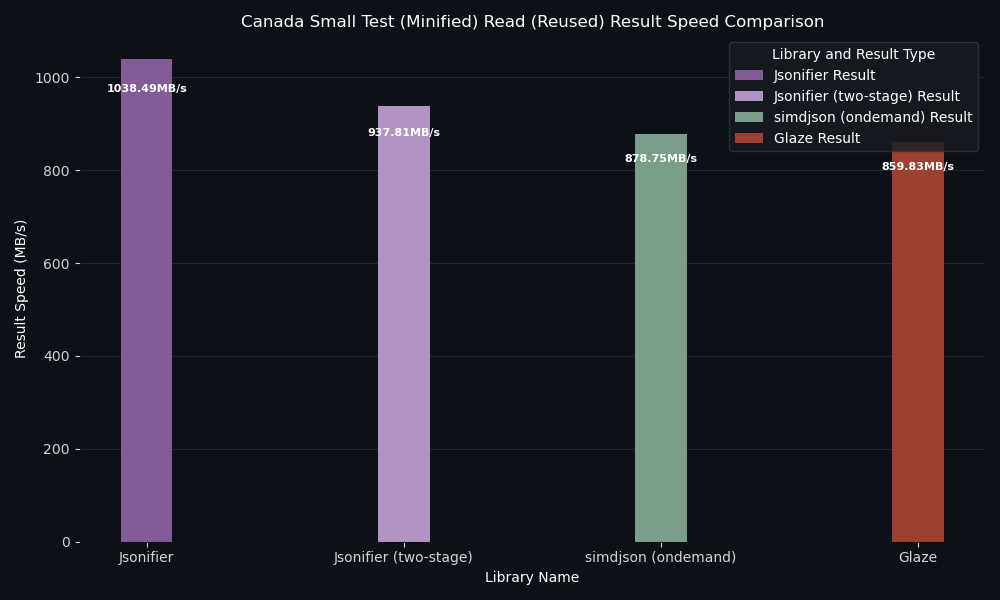 Canada Small Test (Minified) Read (Reused) Result Speed Comparison
Library and Result Type
Jsonifier Result
Jsonifier (two-stage) Result
simdjson (ondemand) Result
Glaze Result
1038.49MB/s
937.81MB/s
878.75MB/s
859.83MB/s
Result Speed (MB/s)
1000
800
600
400
200
0
Jsonifier
Jsonifier (two-stage)
simdjson (ondemand)
Glaze
Library Name